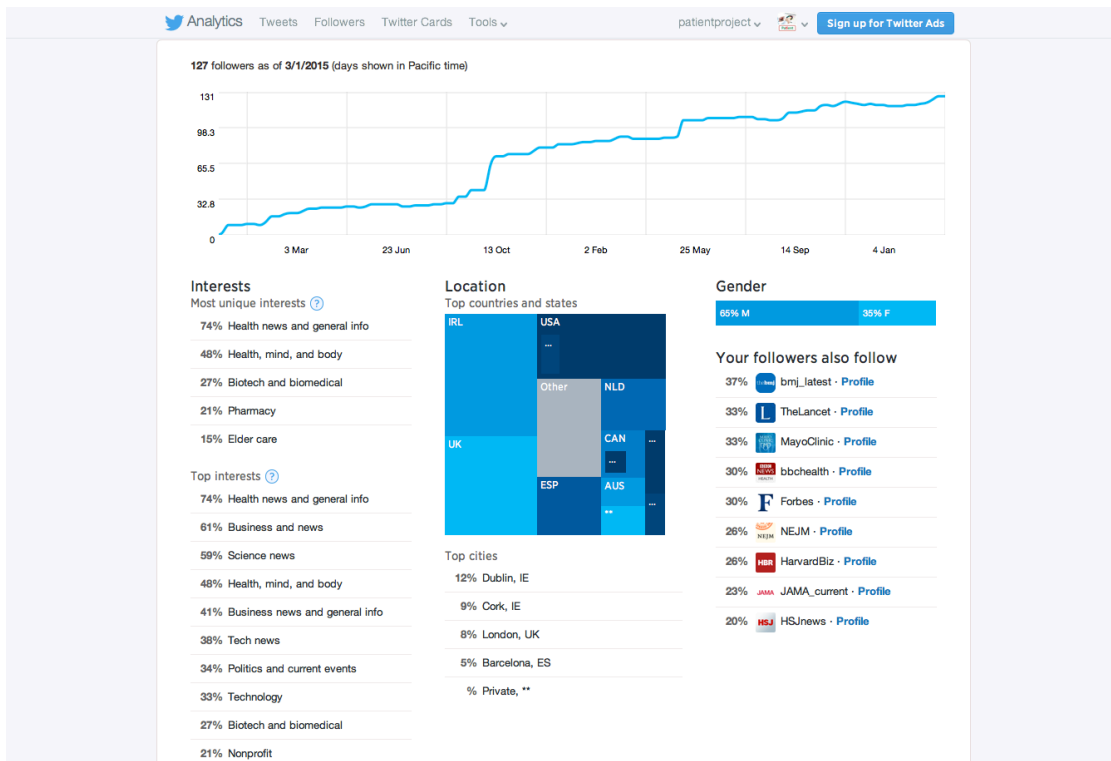 Analytics Tweets Followers Twitter Cards Tools patientproject Sign up for Twitter Ads
127 followers as of 3/1/2015 (days shown in Pacific time)
131
98.3
65.5
32.8
0
3 Mar 23 Jun 13 Oct 2 Feb 25 May 14 Sep 4 Jan
Interests
Most unique interests ?
74% Health news and general info
48% Health, mind, and body
27% Biotech and biomedical
21% Pharmacy
15% Elder care
Top interests ?
74% Health news and general info
61% Business and news
59% Science news
48% Health, mind, and body
41% Business news and general info
38% Tech news
34% Politics and current events
33% Technology
27% Biotech and biomedical
21% Nonprofit
Location
Top countries and states
IRL
USA
...
Other
NLD
UK
CAN
...
...
ESP
AUS
...
**
Top cities
12% Dublin, IE
9% Cork, IE
8% London, UK
5% Barcelona, ES
% Private, **
Gender
65% M 35% F
Your followers also follow
37% thebmj bmj_latest · Profile
33% L TheLancet · Profile
33% MayoClinic · Profile
30% BBC NEWS HEALTH bbchealth · Profile
30% F Forbes · Profile
26% NEJM NEJM · Profile
26% HBR HarvardBiz · Profile
23% JAMA JAMA_current · Profile
20% HSJ HSJnews · Profile